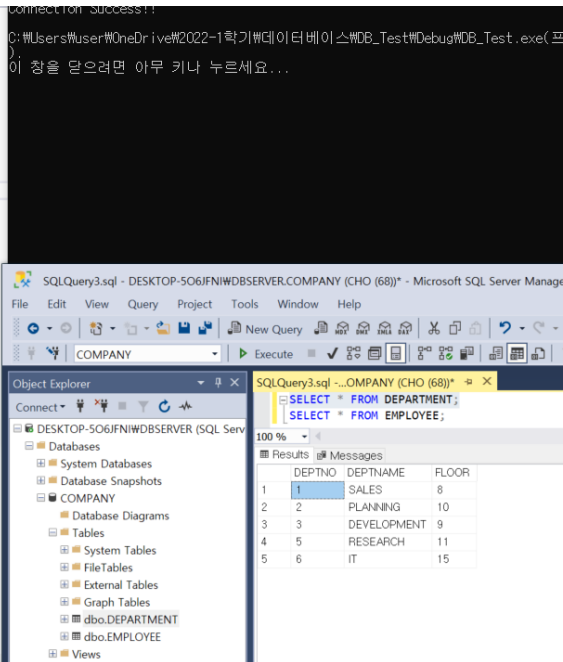 Connection Success!!
C:₩Users₩user₩OneDrive₩2022-1학기₩데이터베이스₩DB_Test₩Debug₩DB_Test.exe(프
).
이 창을 닫으려면 아무 키나 누르세요...
SQLQuery3.sql - DESKTOP-5O6JFNI₩DBSERVER.COMPANY (CHO (68))* - Microsoft SQL Server Manage
File Edit View Query Project Tools Window Help
New Query
COMPANY
Execute
Object Explorer
Connect
DESKTOP-5O6JFNI₩DBSERVER (SQL Serv
Databases
System Databases
Database Snapshots
COMPANY
Database Diagrams
Tables
System Tables
FileTables
External Tables
Graph Tables
dbo.DEPARTMENT
dbo.EMPLOYEE
Views
SQLQuery3.sql -...OMPANY (CHO (68))*
SELECT * FROM DEPARTMENT;
SELECT * FROM EMPLOYEE;
100 %
Results Messages
DEPTNO DEPTNAME FLOOR
1 1 SALES 8
2 2 PLANNING 10
3 3 DEVELOPMENT 9
4 5 RESEARCH 11
5 6 IT 15